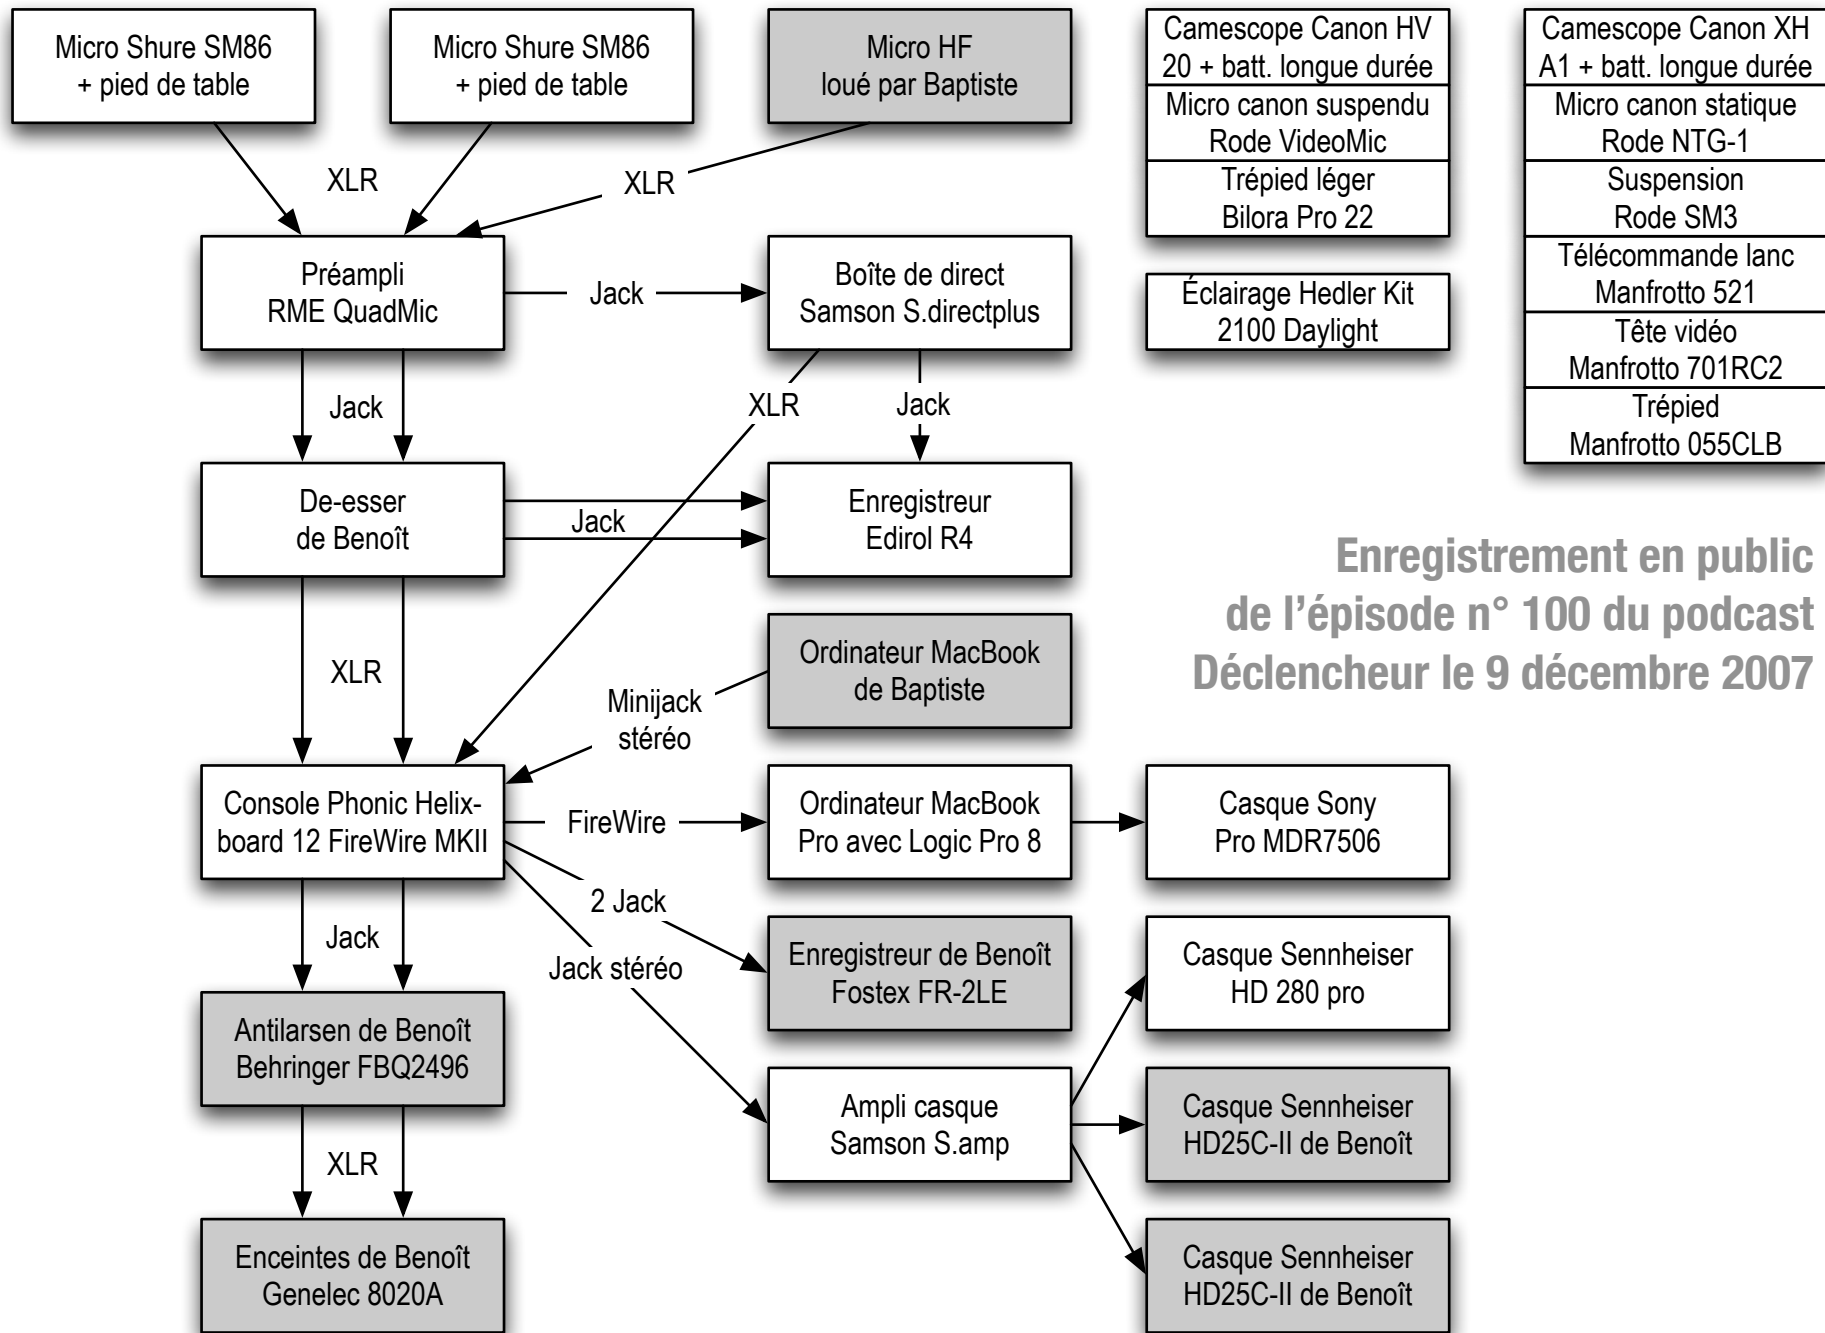 Micro Shure SM86
+ pied de table
Micro Shure SM86
+ pied de table
Micro HF
loué par Baptiste
Camescope Canon HV
20 + batt. longue durée
Micro canon suspendu
Rode VideoMic
Trépied léger
Bilora Pro 22
Camescope Canon XH
A1 + batt. longue durée
Micro canon statique
Rode NTG-1
Suspension
Rode SM3
Télécommande lanc
Manfrotto 521
Tête vidéo
Manfrotto 701RC2
Trépied
Manfrotto 055CLB
Éclairage Hedler Kit
2100 Daylight
XLR
XLR
Préampli
RME QuadMic
Jack
Boîte de direct
Samson S.directplus
Jack
XLR
Jack
De-esser
de Benoît
Jack
Enregistreur
Edirol R4
Enregistrement en public
de l'épisode n° 100 du podcast
Déclencheur le 9 décembre 2007
XLR
Minijack
stéréo
Ordinateur MacBook
de Baptiste
Console Phonic Helix-
board 12 FireWire MKII
FireWire
Ordinateur MacBook
Pro avec Logic Pro 8
Casque Sony
Pro MDR7506
Jack
2 Jack
Jack stéréo
Enregistreur de Benoît
Fostex FR-2LE
Casque Sennheiser
HD 280 pro
Antilarsen de Benoît
Behringer FBQ2496
Ampli casque
Samson S.amp
Casque Sennheiser
HD25C-II de Benoît
XLR
Enceintes de Benoît
Genelec 8020A
Casque Sennheiser
HD25C-II de Benoît